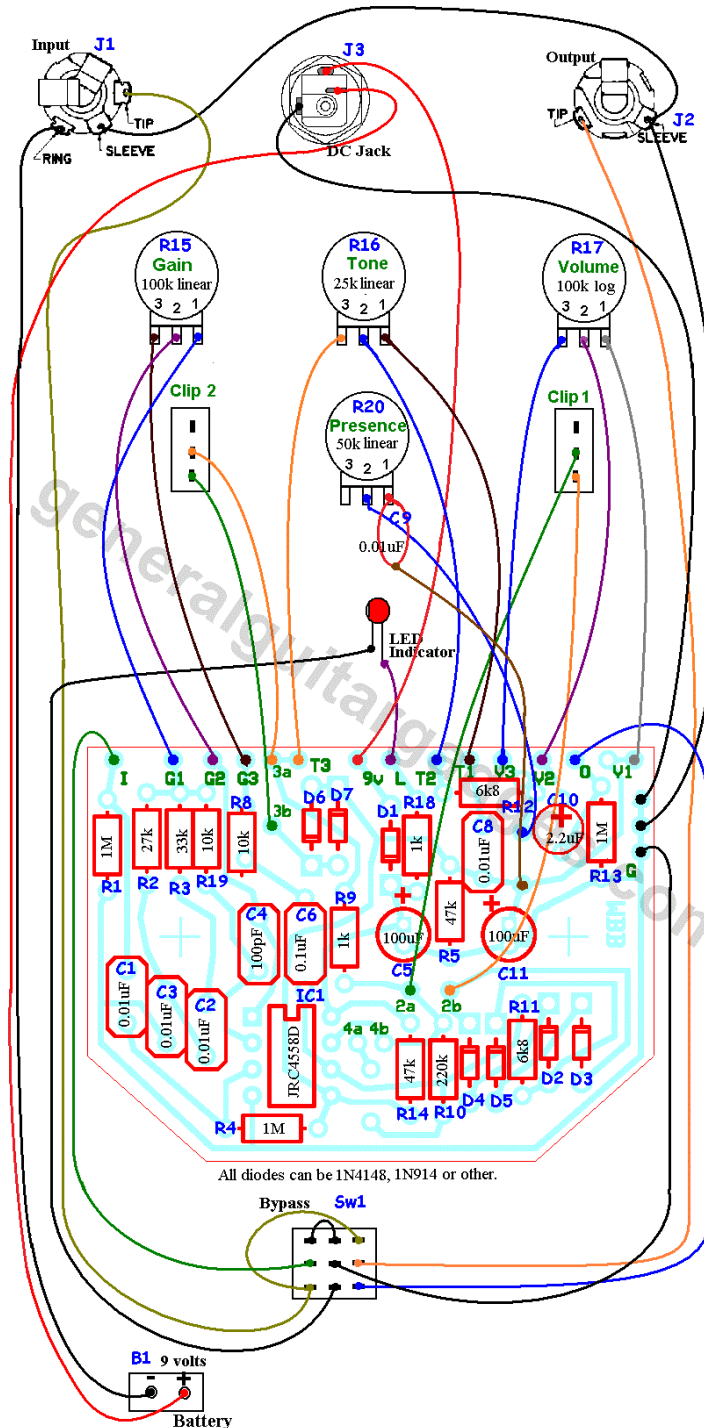 Input
J1
TIP
SLEEVE
RING
J3
DC Jack
Output
TIP
J2
SLEEVE
R15
Gain
100k linear
3 2 1
R16
Tone
25k linear
3 2 1
R17
Volume
100k log
3 2 1
Clip 2
R20
Presence
50k linear
3 2 1
Clip 1
C9
0.01uF
LED
Indicator
generalguitargadgets.com
I
G1
G2
G3
3a
T3
9v
L
T2
T1
V3
V2
O
V1
3b
D6
D7
D1
R18
6k8
R12
C10
2.2uF
G
1M
R1
27k
R2
33k
R3
10k
R19
R8
10k
1k
C8
0.01uF
1M
R13
R9
1k
47k
R5
C4
100pF
C6
0.1uF
100uF
C5
100uF
C11
WBB
C1
0.01uF
C3
0.01uF
C2
0.01uF
IC1
JRC4558D
2a
2b
4a 4b
R11
6k8
47k
R14
220k
R10
D4
D5
D2
D3
R4
1M
All diodes can be 1N4148, 1N914 or other.
Bypass
Sw1
B1
9 volts
- +
Battery